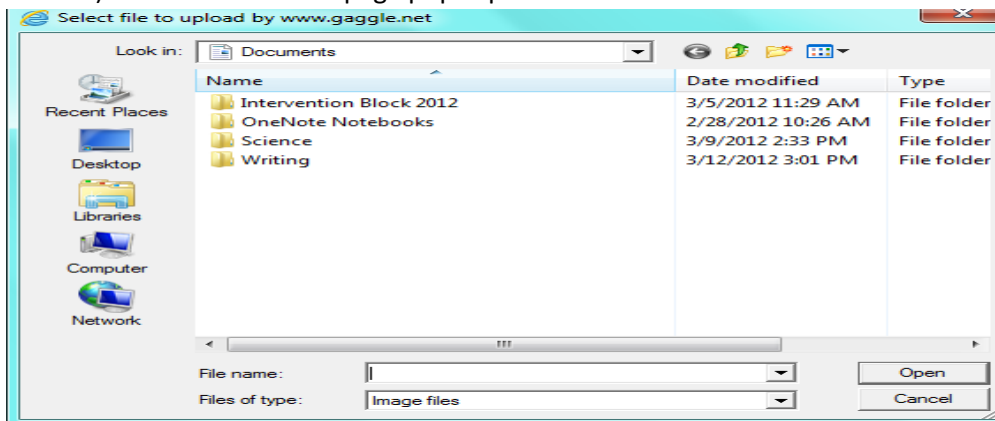 Select file to upload by www.gaggle.net
Look in: Documents
Name Date modified Type
Intervention Block 2012 3/5/2012 11:29 AM File folder
OneNote Notebooks 2/28/2012 10:26 AM File folder
Science 3/9/2012 2:33 PM File folder
Writing 3/12/2012 3:01 PM File folder
Recent Places
Desktop
Libraries
Computer
Network
File name: Open
Files of type: Image files Cancel